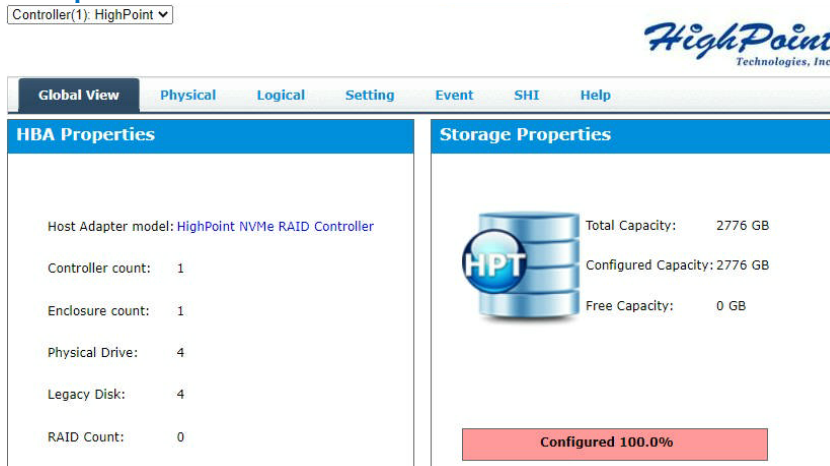 Controller(1): HighPoint
HighPoint
Technologies, Inc
Global View Physical Logical Setting Event SHI Help
HBA Properties
Host Adapter model: HighPoint NVMe RAID Controller
Controller count: 1
Enclosure count: 1
Physical Drive: 4
Legacy Disk: 4
RAID Count: 0
Storage Properties
HPT
Total Capacity: 2776 GB
Configured Capacity: 2776 GB
Free Capacity: 0 GB
Configured 100.0%